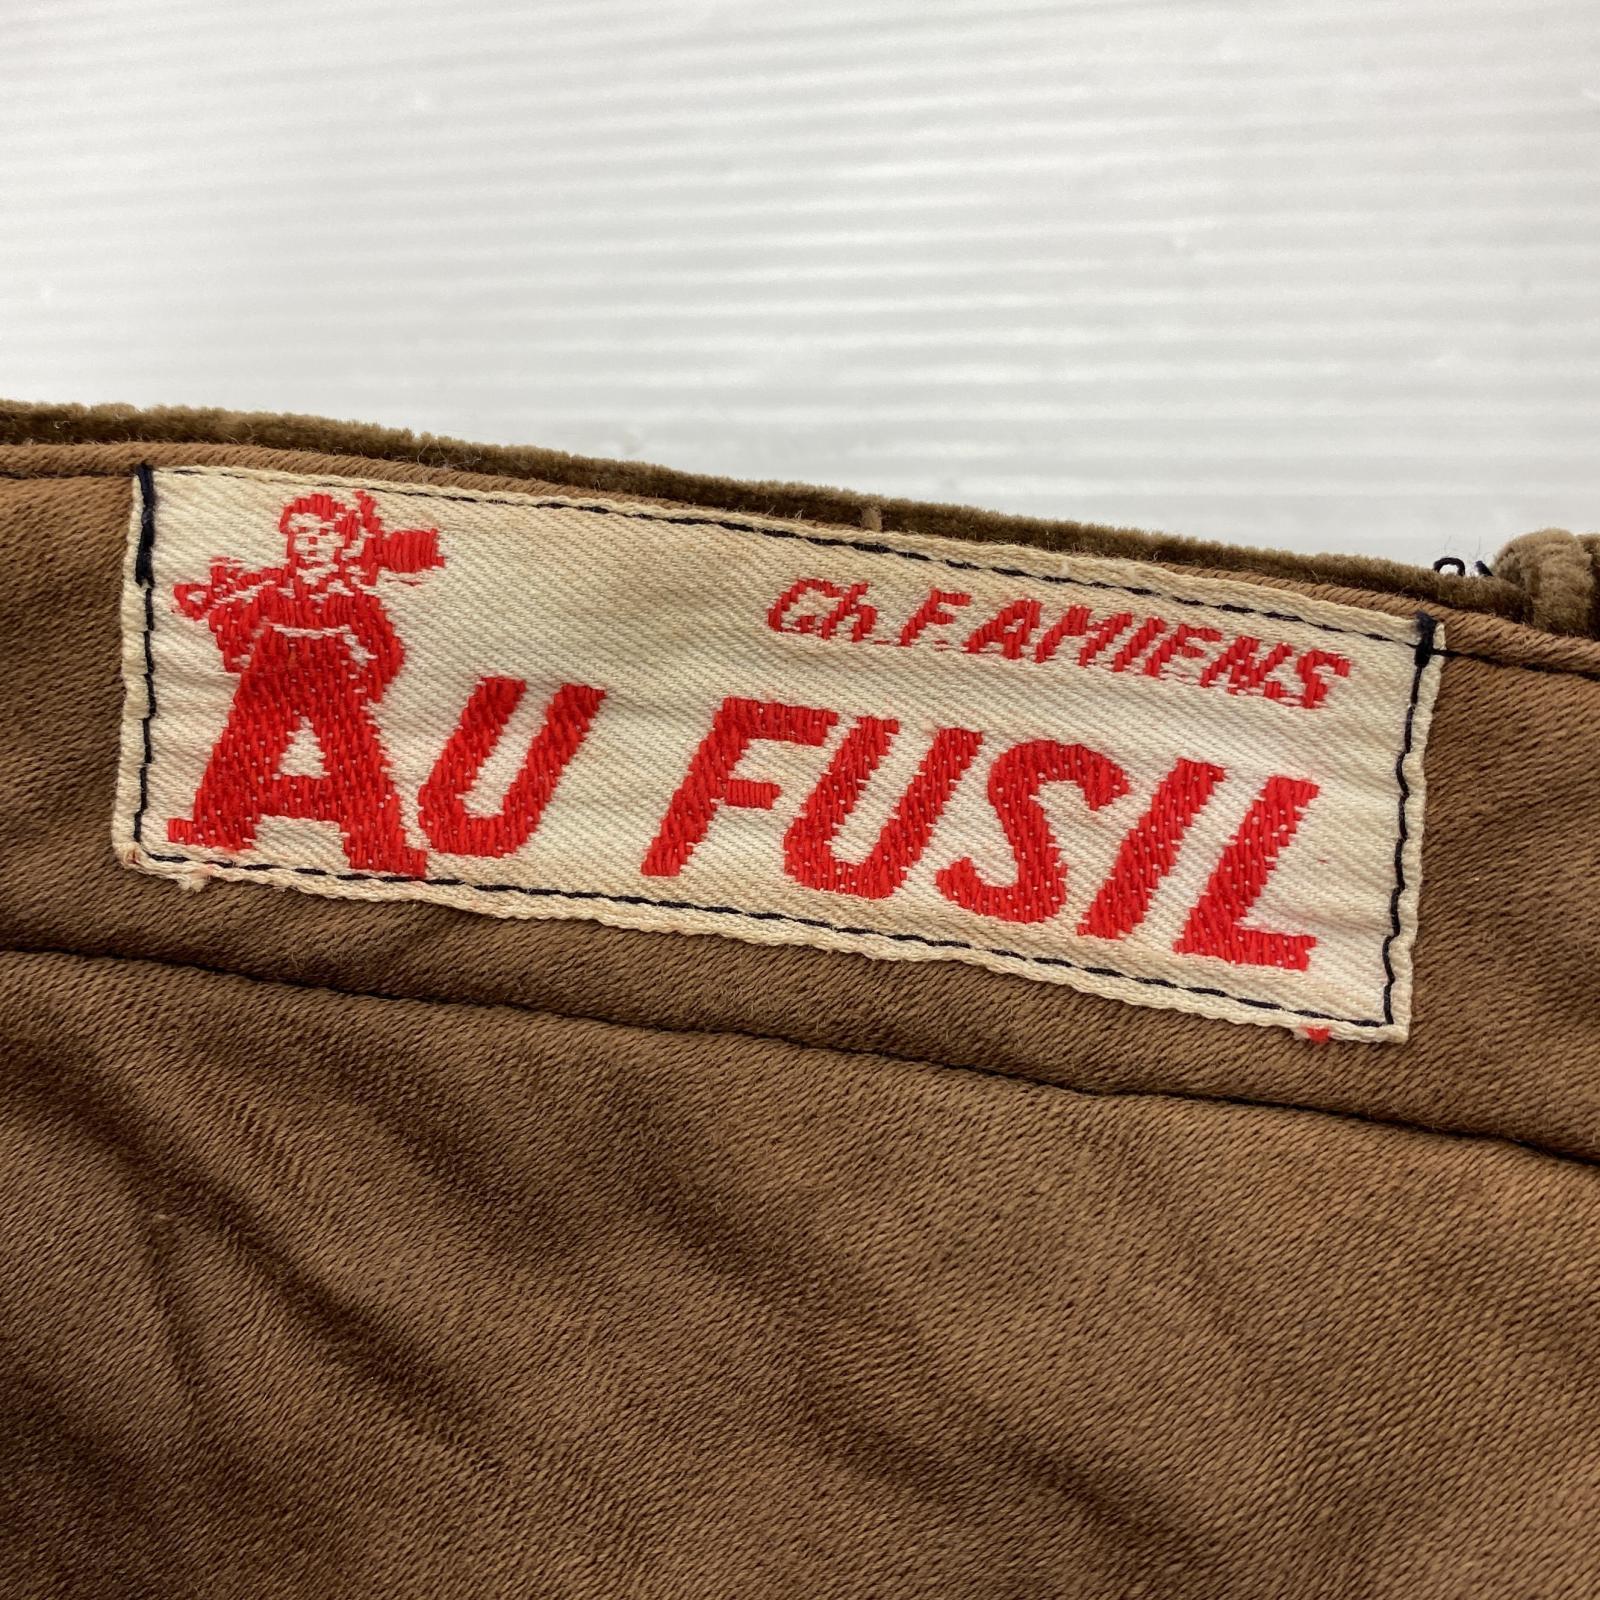 Ch. F. AMIENS
AU FUSIL